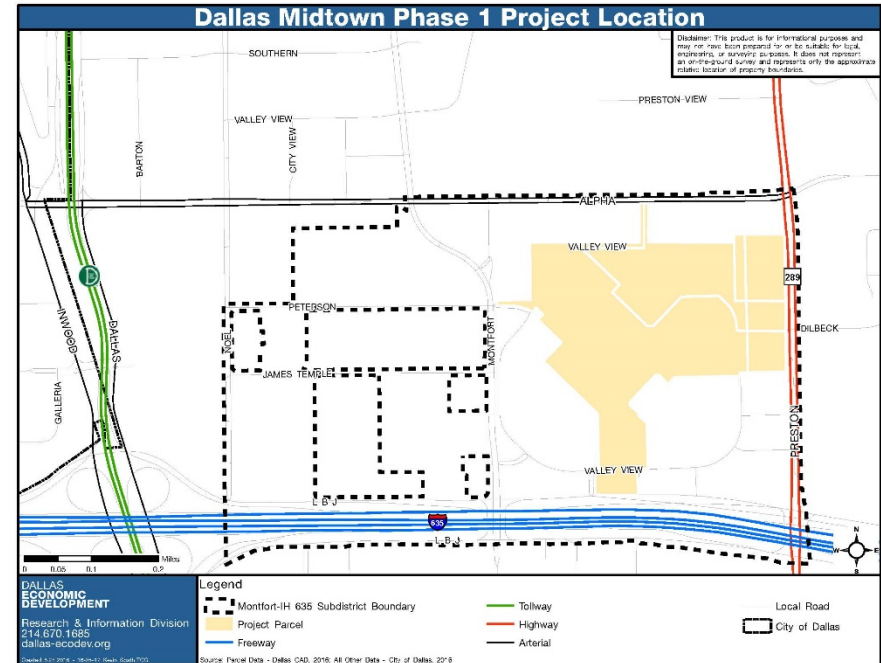 Dallas Midtown Phase 1 Project Location
Disclaimer: This product is for informational purposes and
may not have been prepared for or be suitable for legal,
engineering, or surveying purposes. It does not represent
an on-the-ground survey and represents only the approximate
relative location of property boundaries.
SOUTHERN
PRESTON VIEW
VALLEY VIEW
BARTON
CITY VIEW
ALPHA
VALLEY VIEW
289
D
PETERSON
DILBECK
INWOOD
DALLAS
NOEL
MONTFORT
JAMES TEMPLE
GALLERIA
PRESTON
VALLEY VIEW
L B J
635
L B J
N
W
E
S
Miles
0 0.05 0.1 0.2
DALLAS
ECONOMIC
DEVELOPMENT
Research & Information Division
214.670.1685
dallas-ecodev.org
Legend
Montfort-IH 635 Subdistrict Boundary
Project Parcel
Freeway
Tollway
Highway
Arterial
Local Road
City of Dallas
Source: Parcel Data - Dallas CAD, 2016; All Other Data - City of Dallas, 2016